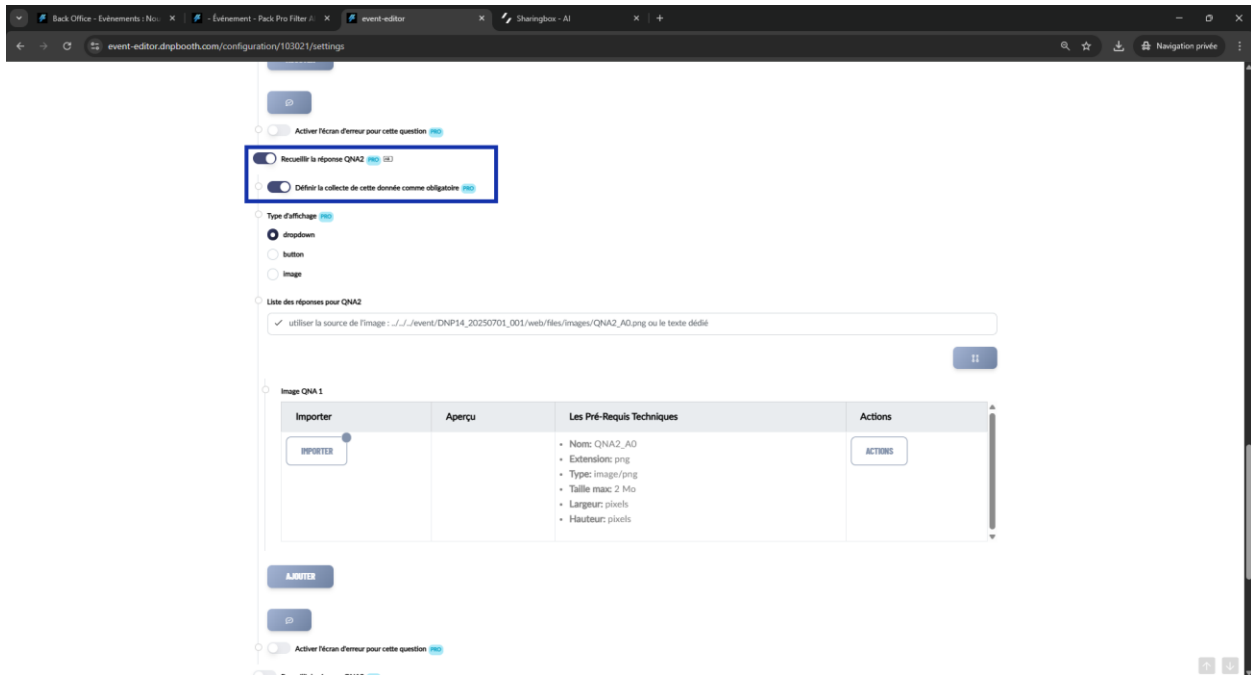 Back Office - Evènements : Nou
- Événement - Pack Pro Filter A
event-editor
Sharingbox - AI
event-editor.dnpbooth.com/configuration/103021/settings
Navigation privée
Activer l'écran d'erreur pour cette question PRO
Recueillir la réponse QNA2 PRO
Définir la collecte de cette donnée comme obligatoire PRO
Type d'affichage PRO
dropdown
button
image
Liste des réponses pour QNA2
utiliser la source de l'image : ../../../event/DNP14_20250701_001/web/files/images/QNA2_A0.png ou le texte dédié
Image QNA 1
Importer Aperçu Les Pré-Requis Techniques Actions
IMPORTER
• Nom: QNA2_A0
ACTIONS
• Extension: png
• Type: image/png
• Taille max: 2 Mo
• Largeur: pixels
• Hauteur: pixels
AJOUTER
Activer l'écran d'erreur pour cette question PRO